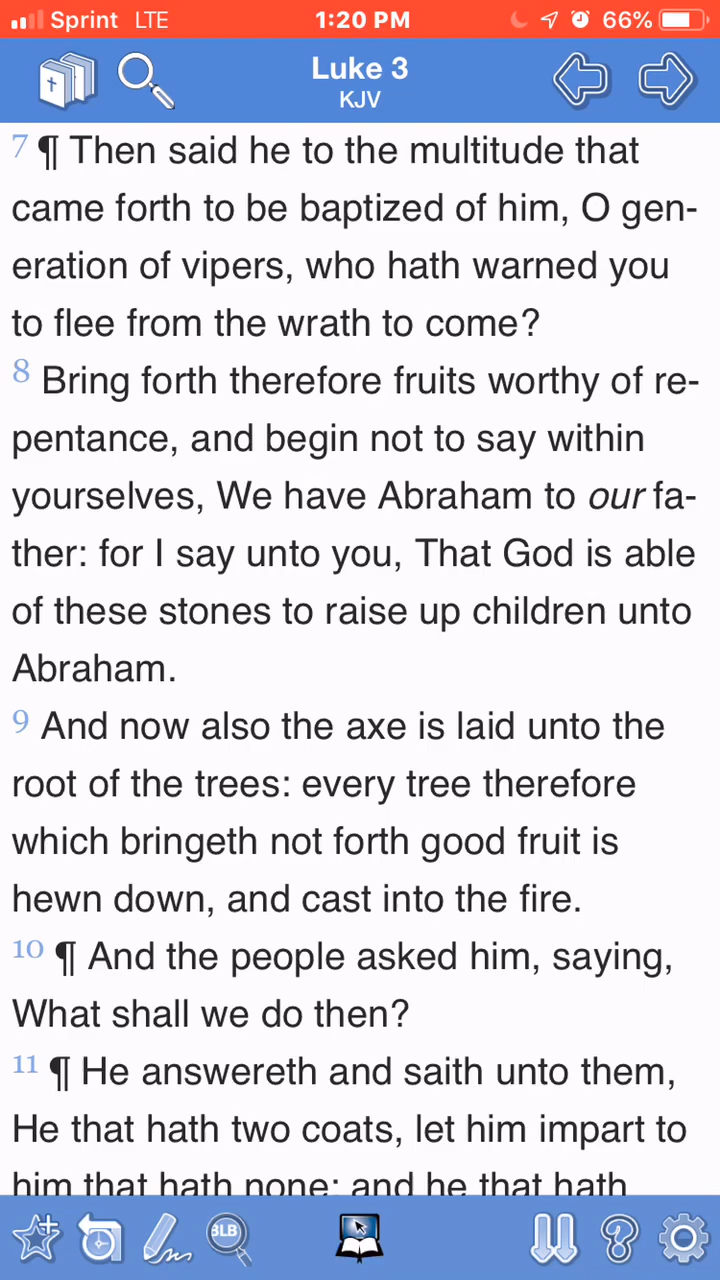 Sprint LTE 1:20 PM 66%
Luke 3
KJV
7 ¶ Then said he to the multitude that
came forth to be baptized of him, O gen-
eration of vipers, who hath warned you
to flee from the wrath to come?
8 Bring forth therefore fruits worthy of re-
pentance, and begin not to say within
yourselves, We have Abraham to our fa-
ther: for I say unto you, That God is able
of these stones to raise up children unto
Abraham.
9 And now also the axe is laid unto the
root of the trees: every tree therefore
which bringeth not forth good fruit is
hewn down, and cast into the fire.
10 ¶ And the people asked him, saying,
What shall we do then?
11 ¶ He answereth and saith unto them,
He that hath two coats, let him impart to
him that hath none; and he that hath
BLB